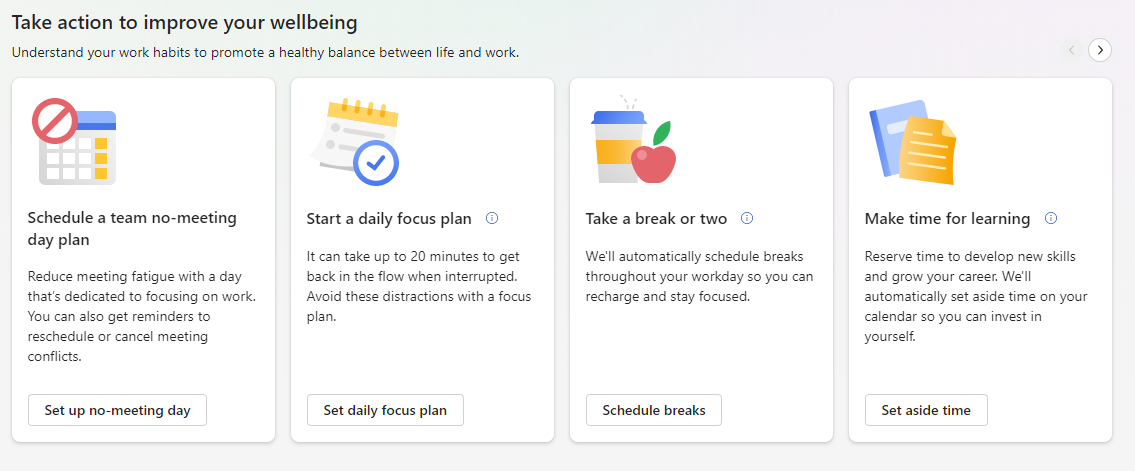 Take action to improve your wellbeing
Understand your work habits to promote a healthy balance between life and work.
Schedule a team no-meeting
day plan
Reduce meeting fatigue with a day
that's dedicated to focusing on work.
You can also get reminders to
reschedule or cancel meeting
conflicts.
Set up no-meeting day
Start a daily focus plan
It can take up to 20 minutes to get
back in the flow when interrupted.
Avoid these distractions with a focus
plan.
Set daily focus plan
Take a break or two
We'll automatically schedule breaks
throughout your workday so you can
recharge and stay focused.
Schedule breaks
Make time for learning
Reserve time to develop new skills
and grow your career. We'll
automatically set aside time on your
calendar so you can invest in
yourself.
Set aside time